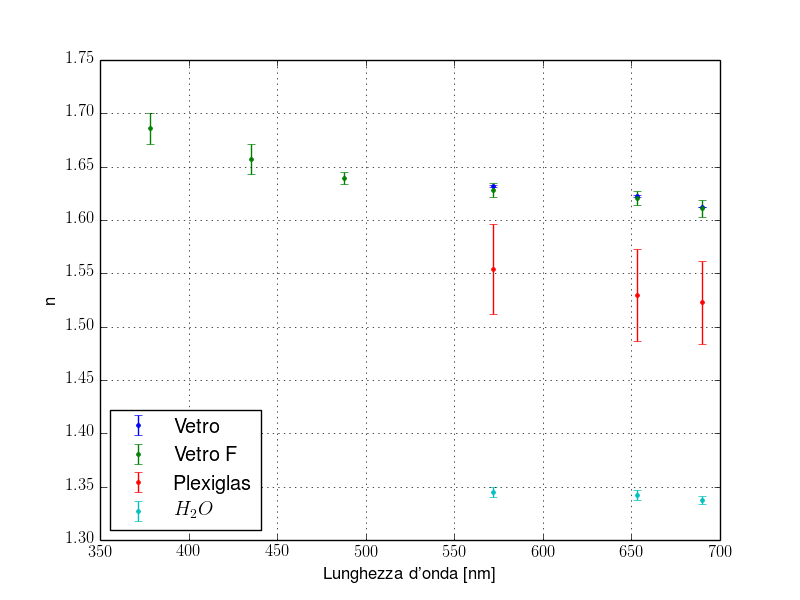 1.75
1.70
1.65
1.60
1.55
1.50
1.45
1.40
1.35
1.30
n
Vetro
Vetro F
Plexiglas
H₂O
350 400 450 500 550 600 650 700
Lunghezza d'onda [nm]